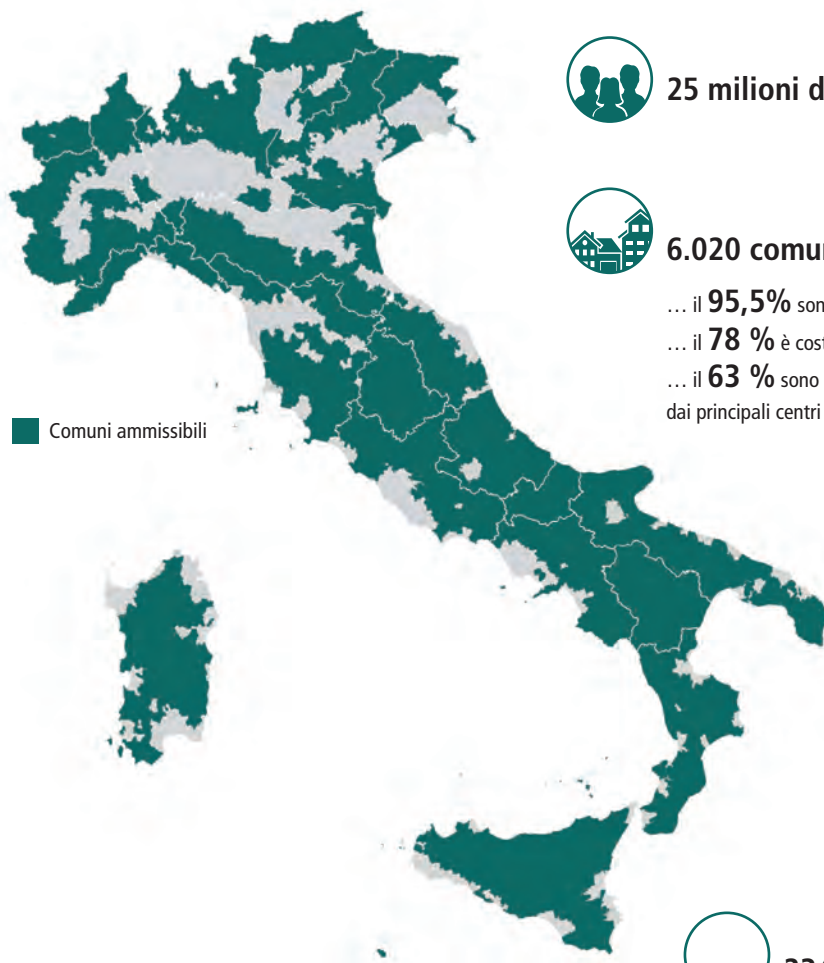 25 milioni d
6.020 comu
… il 95,5% son
… il 78 % è cost
… il 63 % sono
dai principali centri
Comuni ammissibili